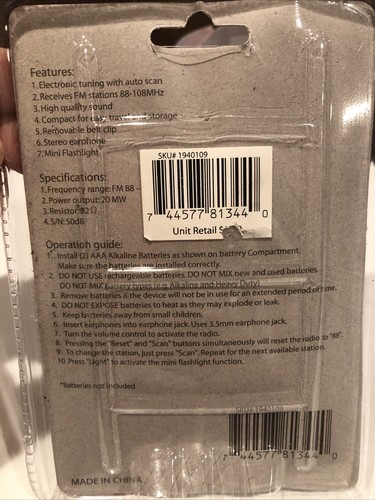 Features:
1. Electronic tuning with auto scan
2. Receives FM stations 88-108MHz
3. High quality sound
4. Compact for easy travel storage
5. Removable belt clip
6. Stereo earphone
7. Mini Flashlight
Specifications:
1. Frequency range: FM 88 –
2. Power output: 20 MW
3. Resistor:
4. S/N: 50dB
SKU# 1940109
7 44577 81344 0
Unit Retail
Operation guide:
1. Install (2) AAA Alkaline Batteries as shown on battery Compartment.
Make sure the batteries are installed correctly.
2. DO NOT USE rechargeable batteries. DO NOT MIX new and used batteries
DO NOT MIX battery types (e.g. Alkaline and Heavy Duty)
3. Remove batteries if the device will not be in use for an extended period of time.
4. DO NOT EXPOSE batteries to heat as they may explode or leak.
5. Keep batteries away from small children.
6. Insert earphones into earphone jack. Uses 3.5mm earphone jack.
7. Turn the volume control to activate the radio.
8. Pressing the "Reset" and "Scan" buttons simultaneously will reset the radio to "88".
9. To change the station, just press "Scan". Repeat for the next available station.
10. Press "Light" to activate the mini flashlight function.
*Batteries not included
SKU# 1940109
7 44577 81344 0
MADE IN CHINA